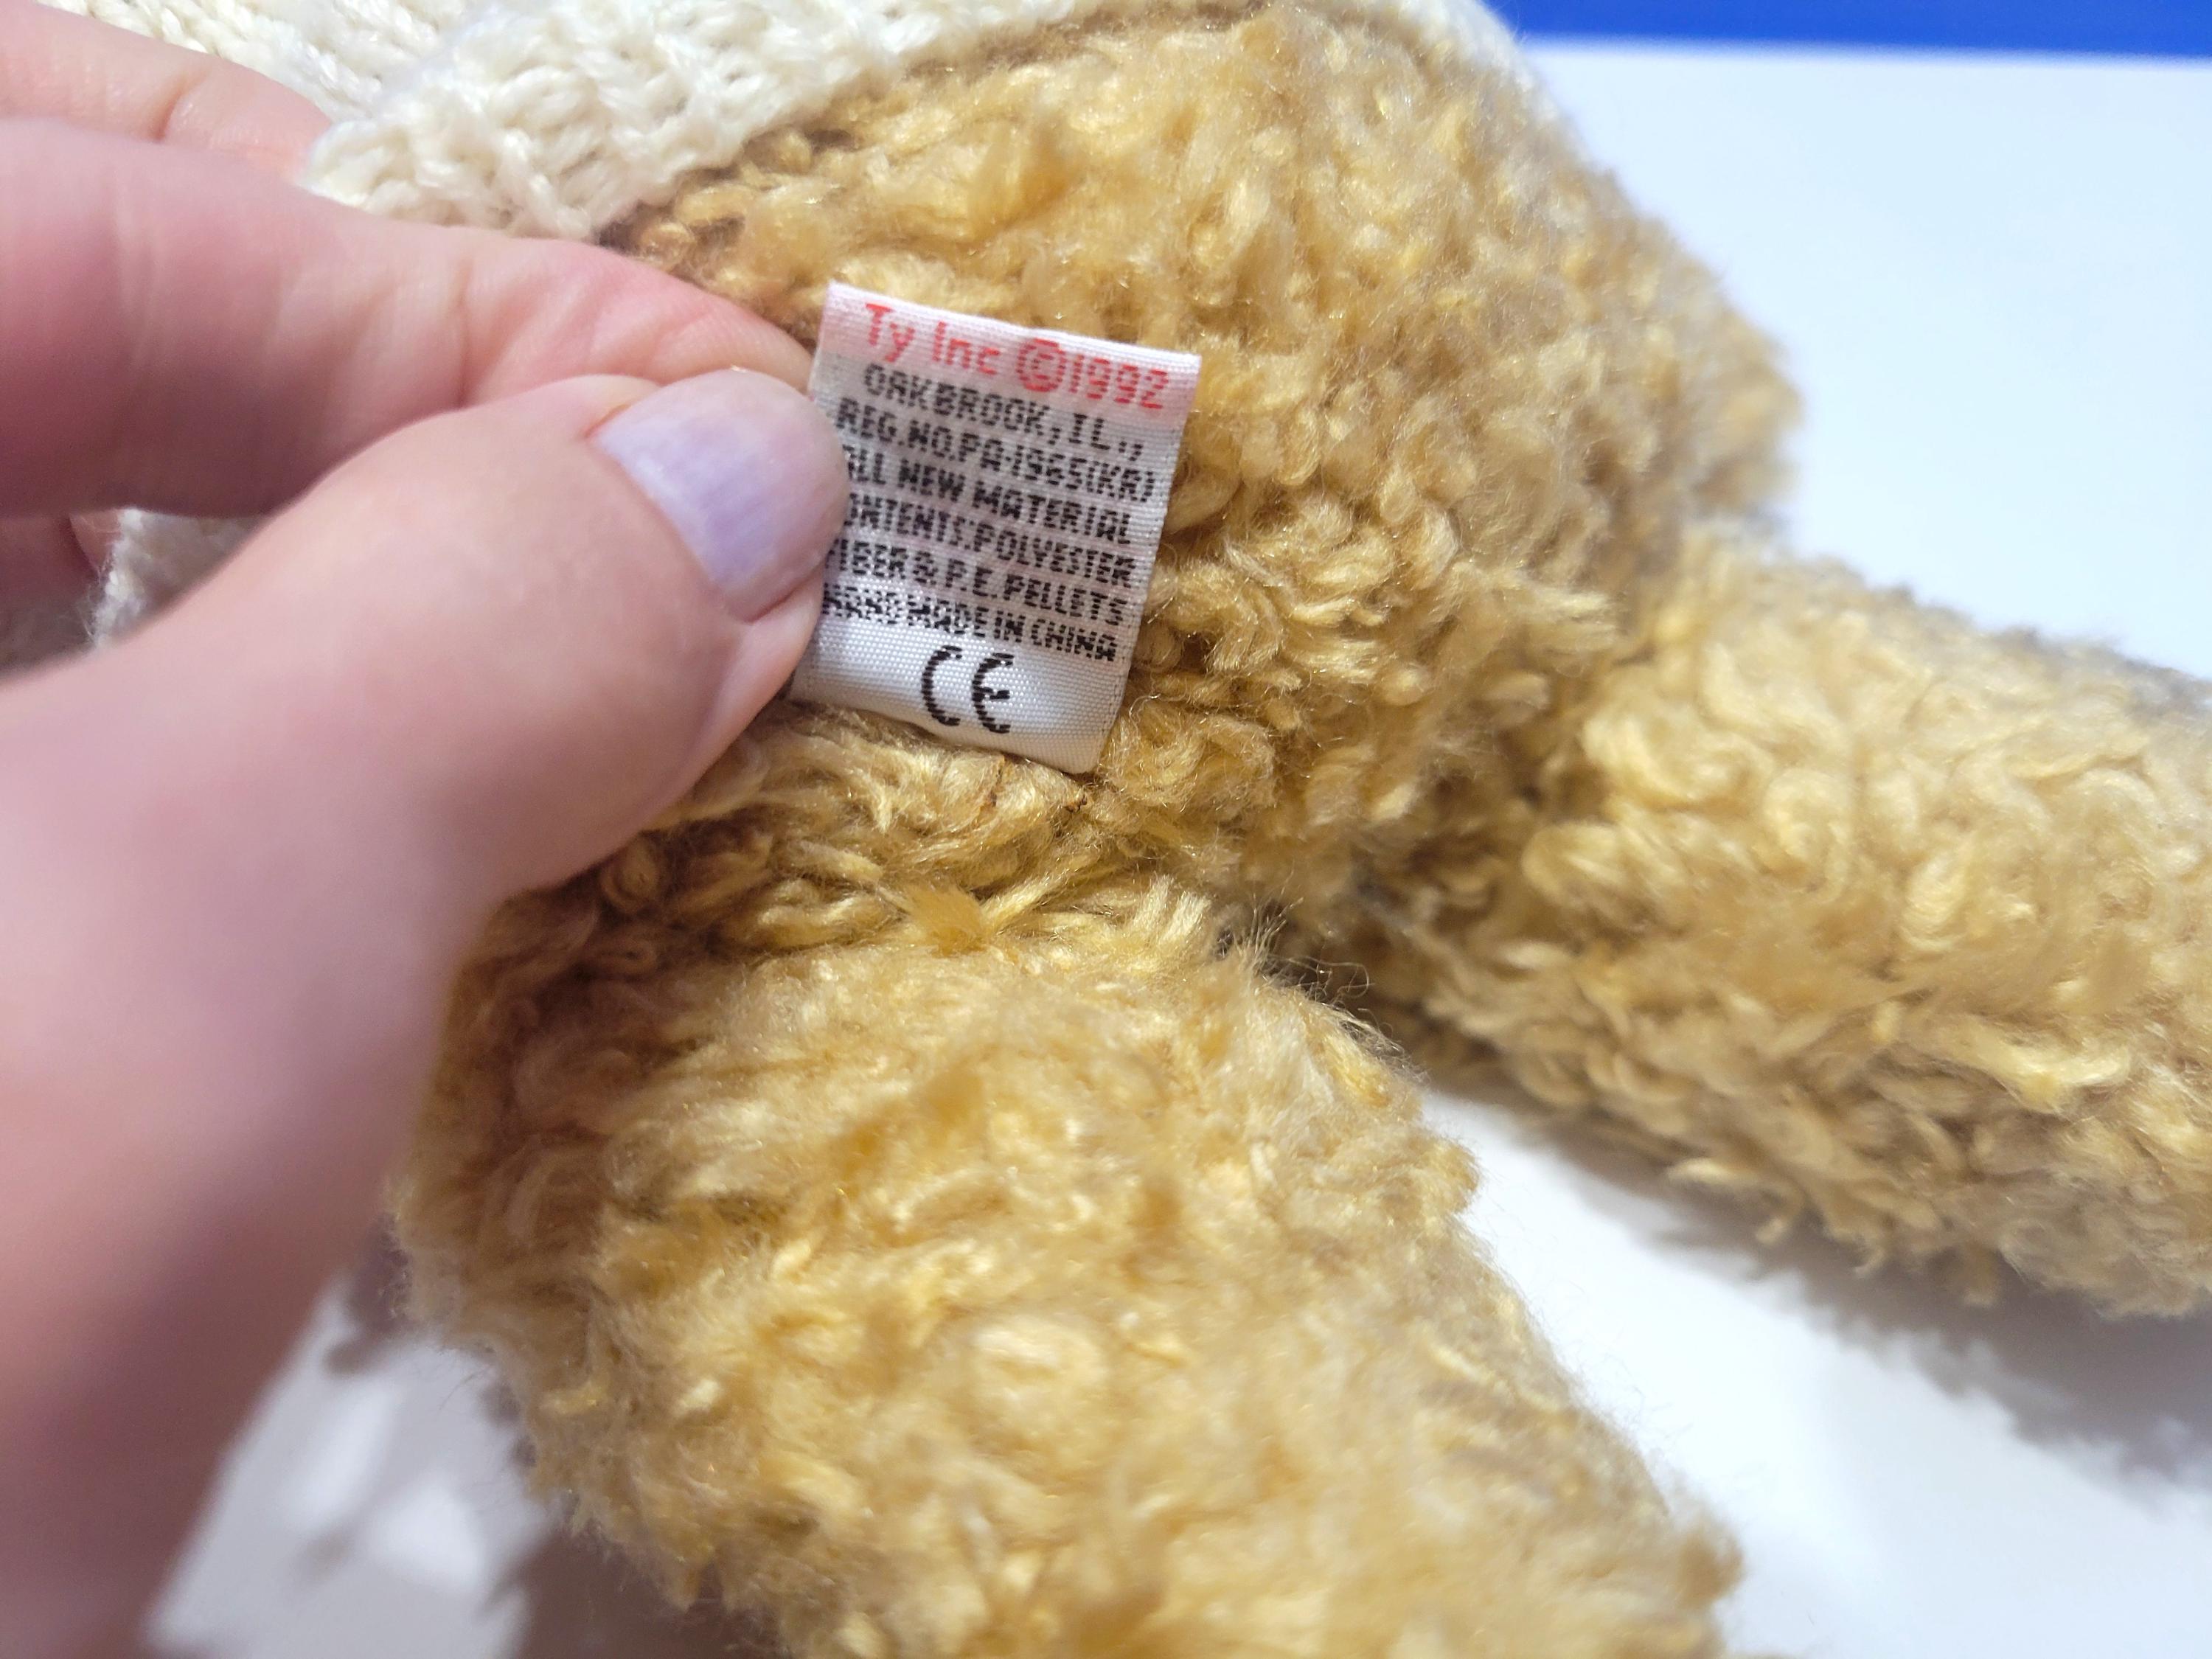 Ty Inc ©1992
OAKBROOK, IL,,
REG.NO.PA-1965(KR)
ALL NEW MATERIAL
CONTENTS:POLYESTER
FIBER & P.E. PELLETS
HAND MADE IN CHINA
CE